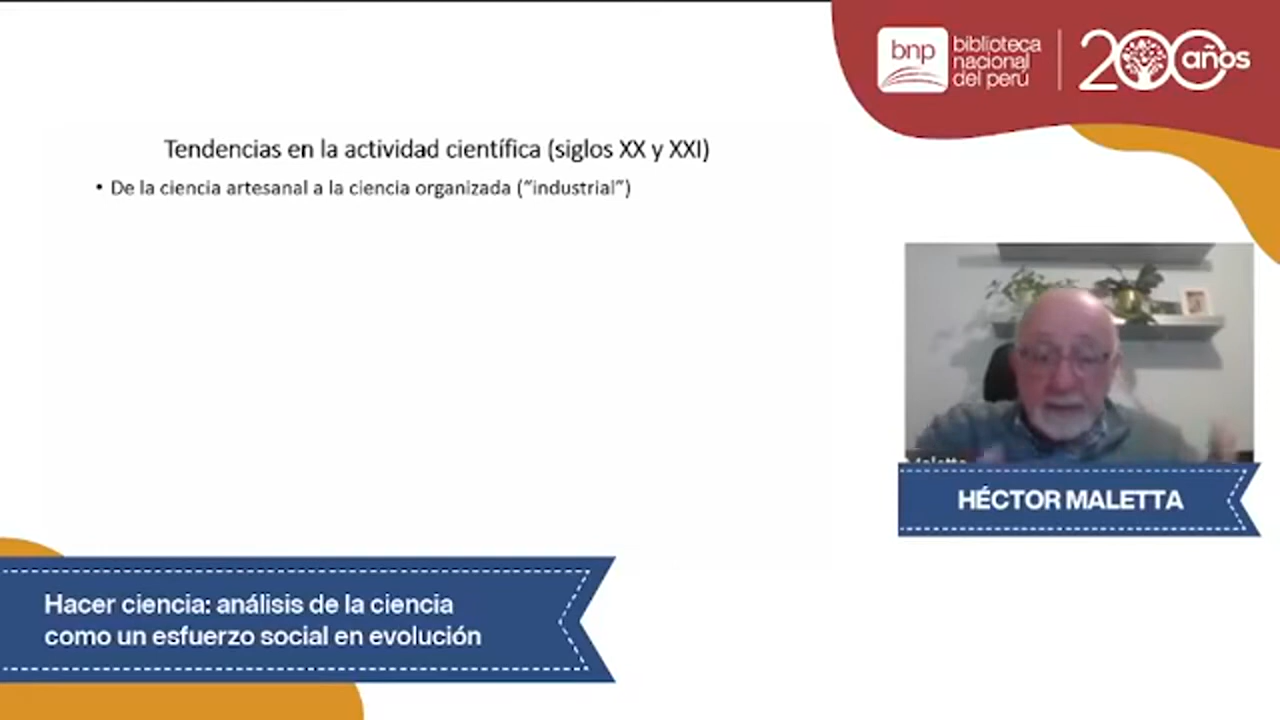 bnp
biblioteca
nacional
del perú
200 años
Tendencias en la actividad científica (siglos XX y XXI)
• De la ciencia artesanal a la ciencia organizada (“industrial”)
HÉCTOR MALETTA
Hacer ciencia: análisis de la ciencia
como un esfuerzo social en evolución